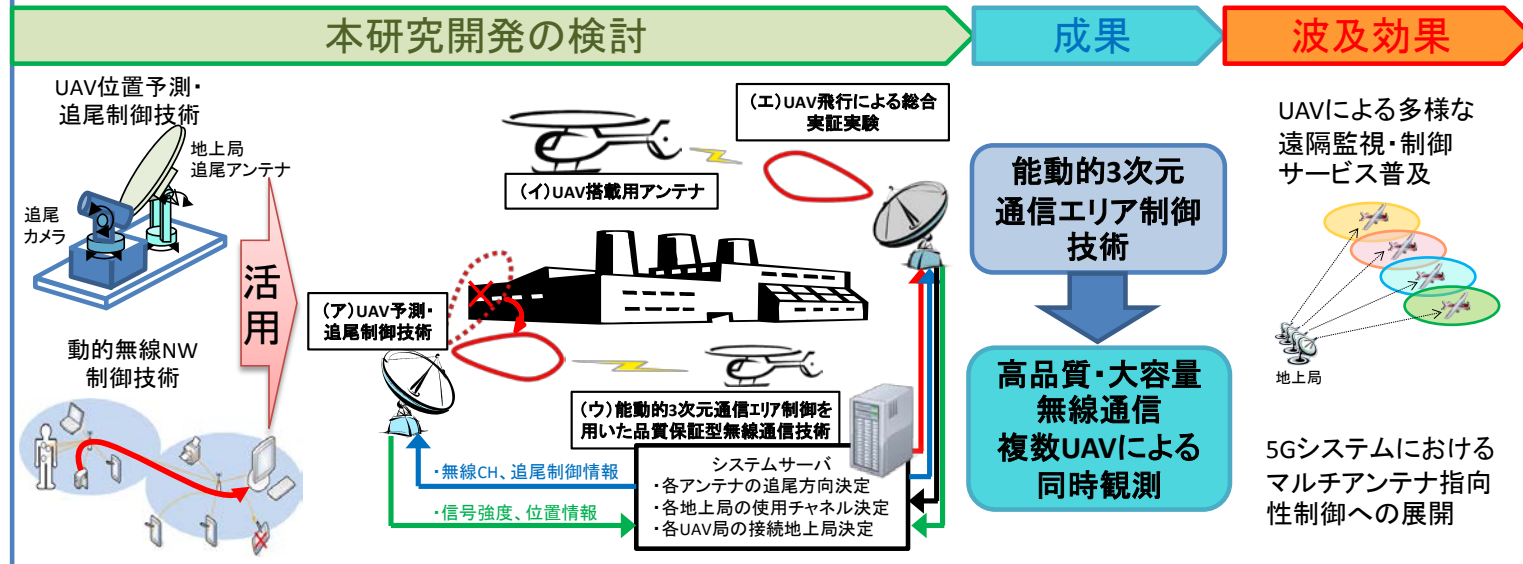 本研究開発の検討
成果
波及効果
UAV位置予測・
追尾制御技術
地上局
追尾アンテナ
追尾
カメラ
動的無線NW
制御技術
活
用
(エ)UAV飛行による総合
実証実験
(イ)UAV搭載用アンテナ
(ア)UAV予測・
追尾制御技術
(ウ)能動的3次元通信エリア制御を
用いた品質保証型無線通信技術
・無線CH、追尾制御情報
・信号強度、位置情報
システムサーバ
・各アンテナの追尾方向決定
・各地上局の使用チャネル決定
・各UAV局の接続地上局決定
能動的3次元
通信エリア制御
技術
高品質・大容量
無線通信
複数UAVによる
同時観測
UAVによる多様な
遠隔監視・制御
サービス普及
地上局
5Gシステムにおける
マルチアンテナ指向
性制御への展開